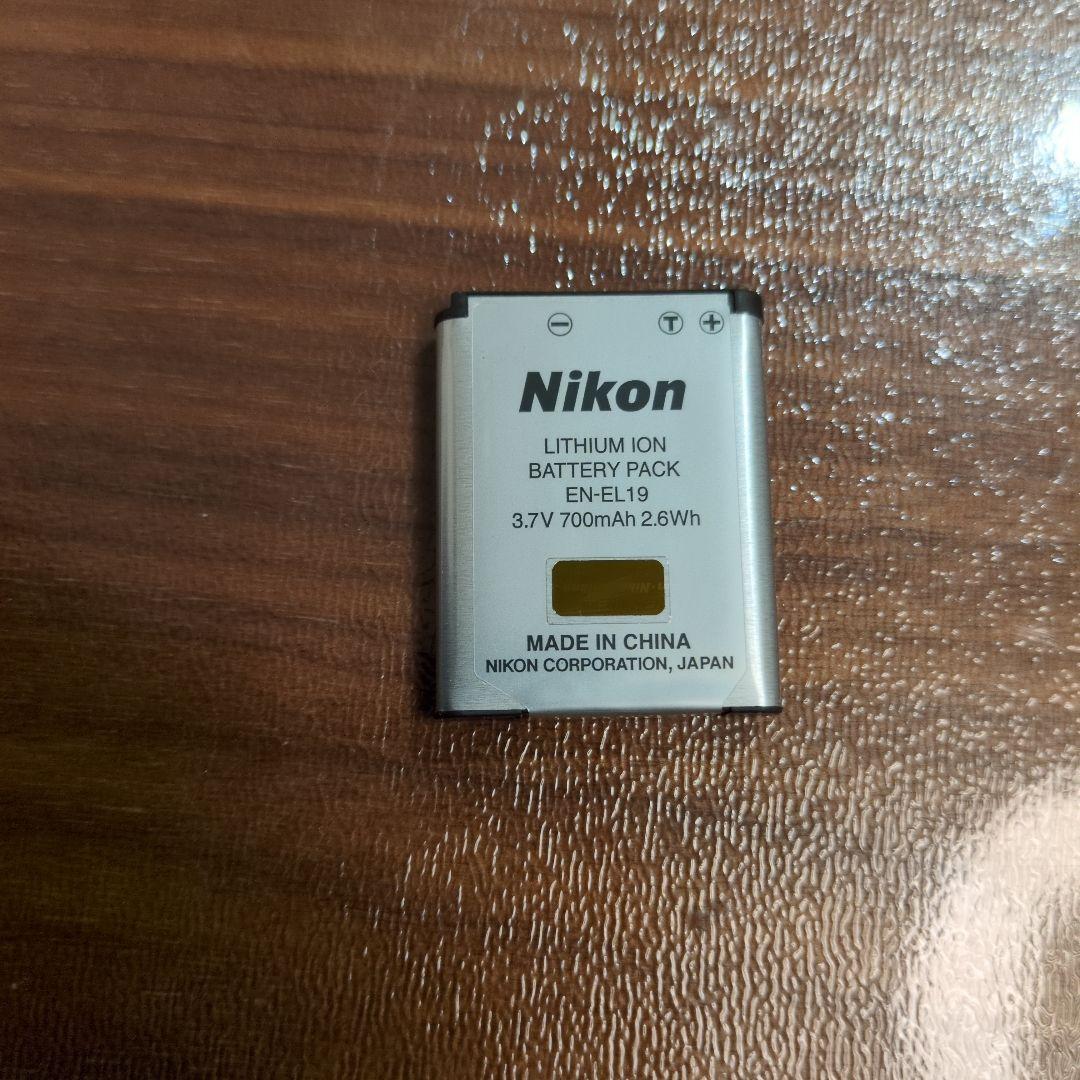 ⊖ Ⓣ ⊕
Nikon
LITHIUM ION
BATTERY PACK
EN-EL19
3.7V 700mAh 2.6Wh
MADE IN CHINA
NIKON CORPORATION, JAPAN